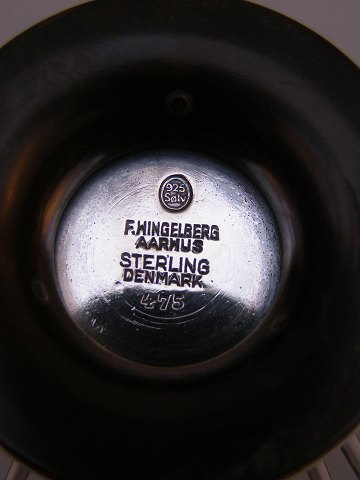 925
Sølv
F. HINGELBERG
AARHUS
STERLING
DENMARK
475